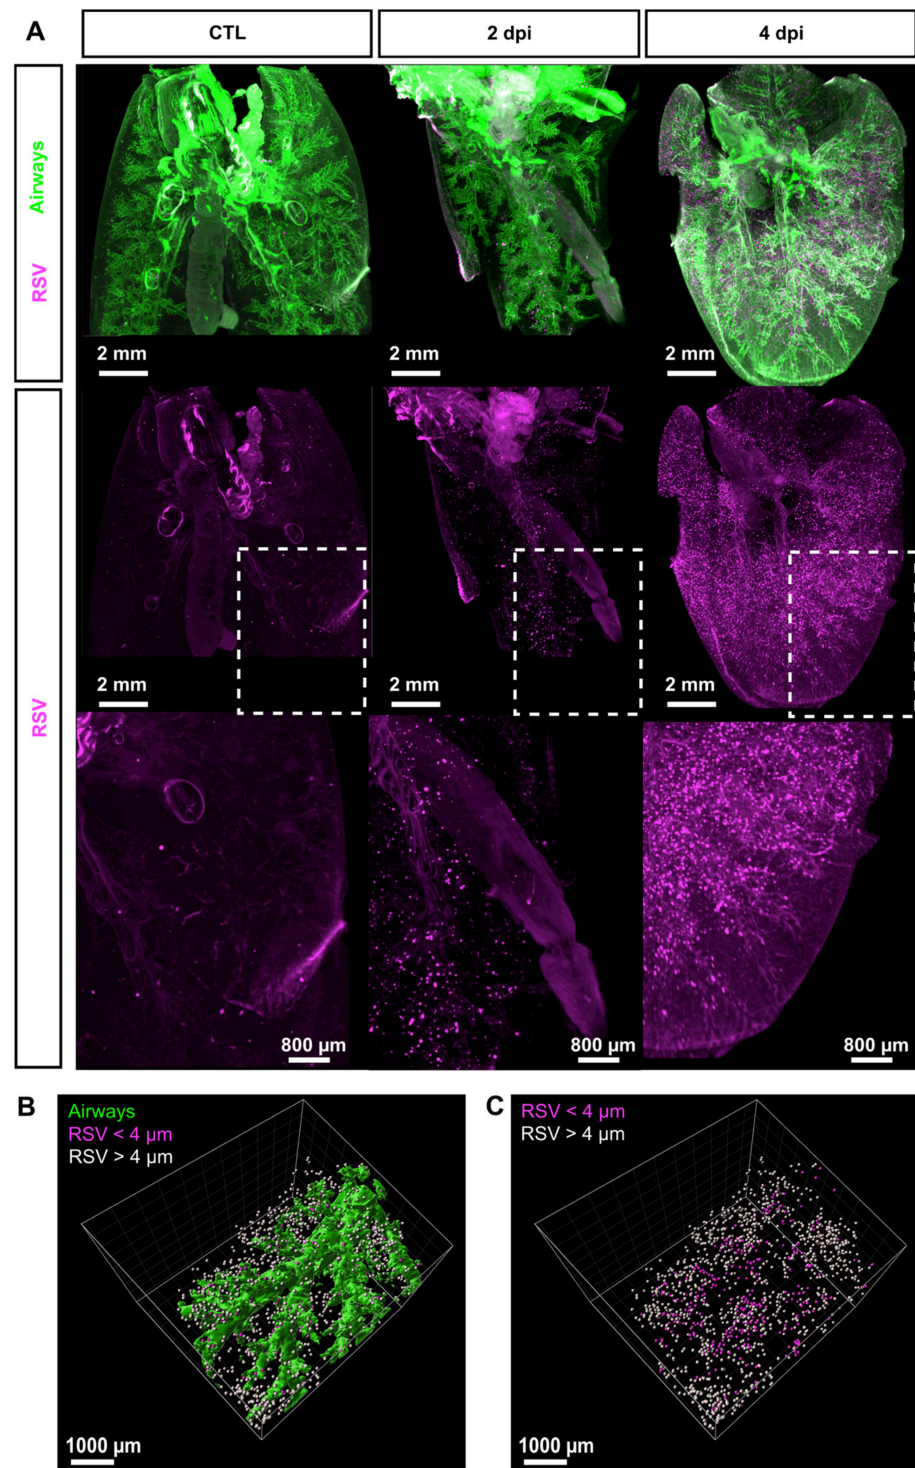 A
CTL
2 dpi
4 dpi
Airways
RSV
2 mm
2 mm
2 mm
RSV
2 mm
2 mm
2 mm
800 µm
800 µm
800 µm
B
Airways
RSV < 4 µm
RSV > 4 µm
1000 µm
C
RSV < 4 µm
RSV > 4 µm
1000 µm